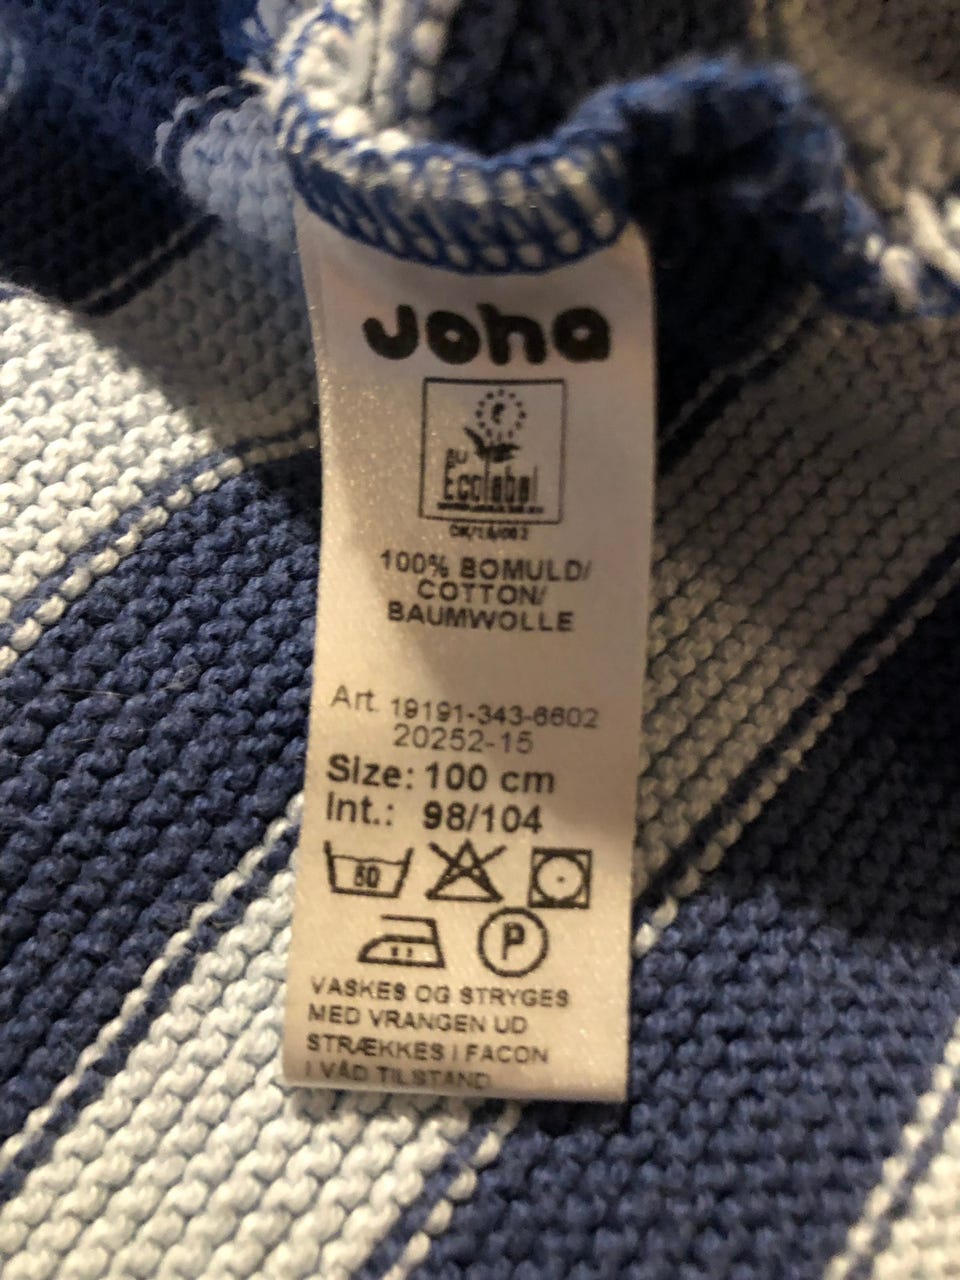 Joha
EU
Ecolabel
100% BOMULD/
COTTON/
BAUMWOLLE
Art. 19191-343-6602
20252-15
Size: 100 cm
Int.: 98/104
60
P
VASKES OG STRYGES
MED VRANGEN UD
STRÆKKES I FACON
I VÅD TILSTAND